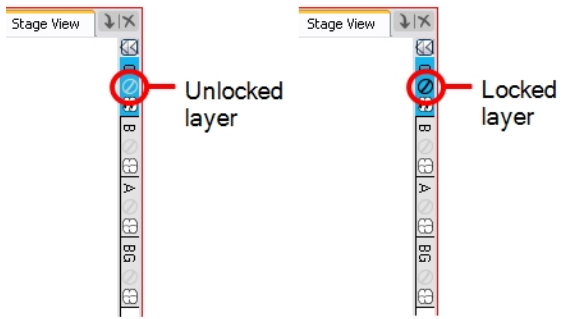 Stage View
Unlocked
layer
B
A
BG
Stage View
Locked
layer
B
A
BG